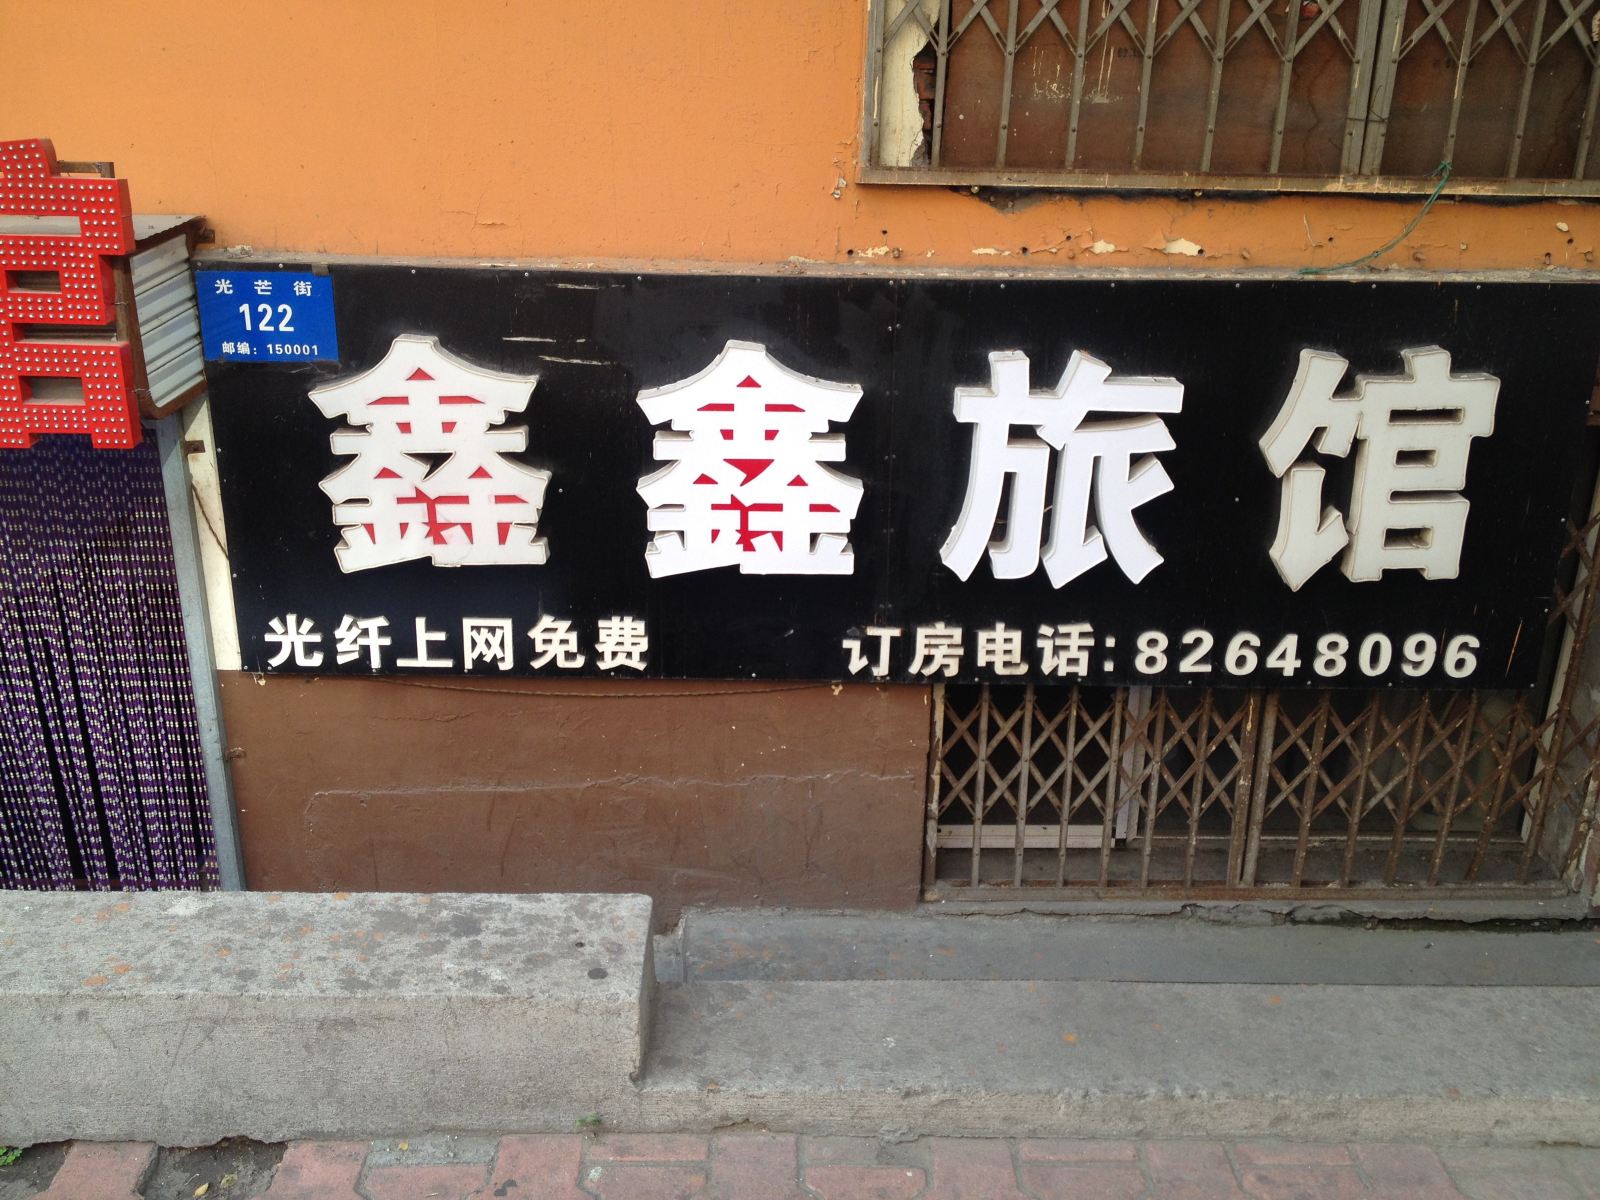 光芒街
122
邮编：150001
鑫鑫旅馆
光纤上网免费
订房电话:82648096